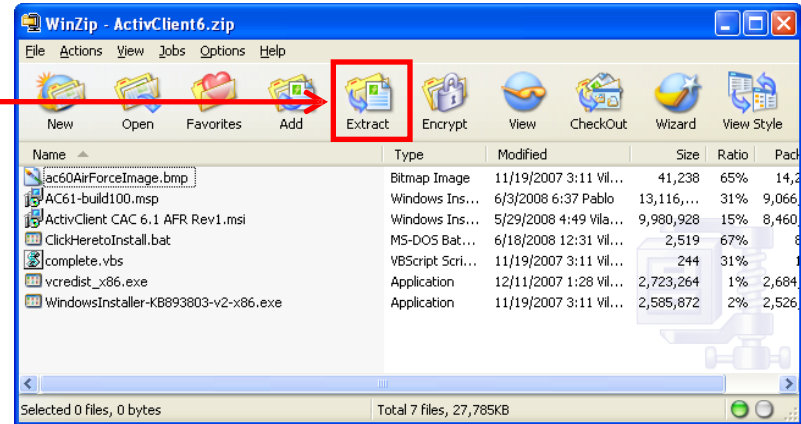 WinZip - ActivClient6.zip
File Actions View Jobs Options Help
New Open Favorites Add Extract Encrypt View CheckOut Wizard View Style
Name Type Modified Size Ratio Pack
ac60AirForceImage.bmp Bitmap Image 11/19/2007 3:11 Vil... 41,238 65% 14,2
AC61-build100.msp Windows Ins... 6/3/2008 6:37 Pablo 13,116,... 31% 9,066
ActivClient CAC 6.1 AFR Rev1.msi Windows Ins... 5/29/2008 4:49 Vila... 9,980,928 15% 8,460
ClickHeretoInstall.bat MS-DOS Bat... 6/18/2008 12:31 Vil... 2,519 67%
complete.vbs VBScript Scri... 11/19/2007 3:11 Vil... 244 31%
vcredist_x86.exe Application 12/11/2007 1:28 Vil... 2,723,264 1% 2,684
WindowsInstaller-KB893803-v2-x86.exe Application 11/19/2007 3:11 Vil... 2,585,872 2% 2,526
Selected 0 files, 0 bytes Total 7 files, 27,785KB